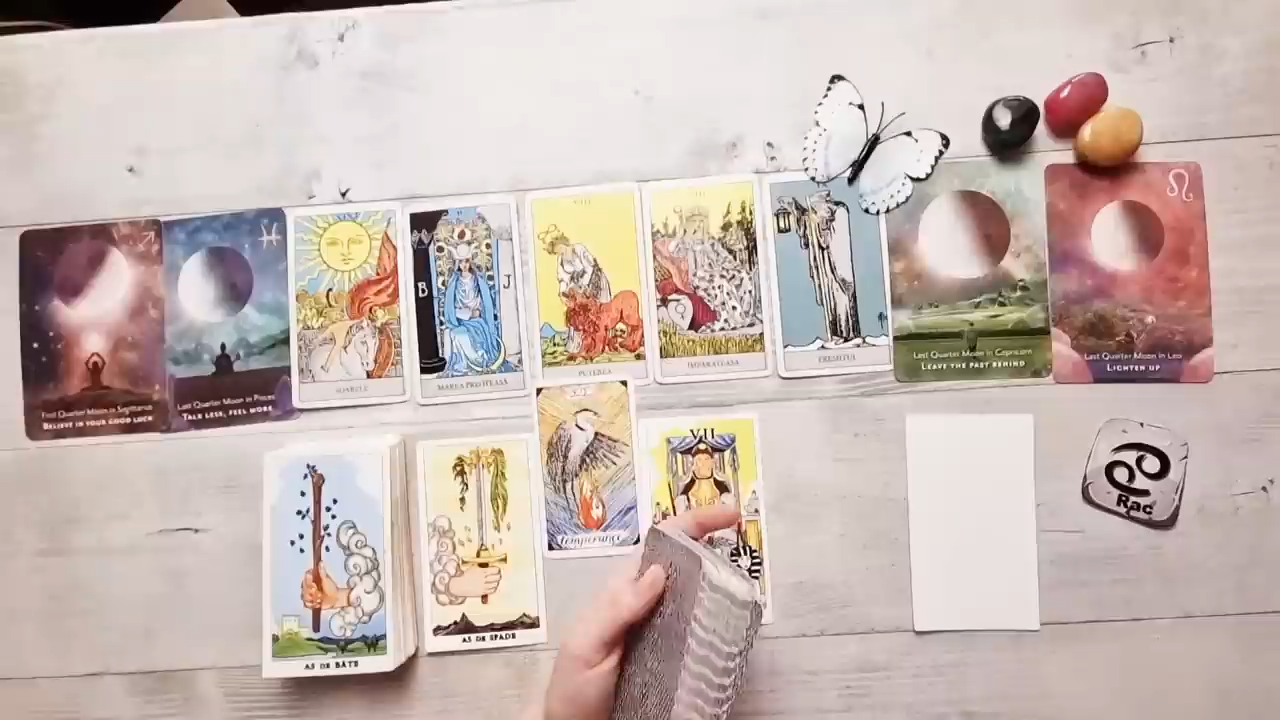 First Quarter Moon in Sagittarius
BELIEVE IN YOUR GOOD LUCK
Last Quarter Moon in Pisces
TALK LESS, FEEL MORE
SOARELE
B
J
MAREA PREOTEASA
VIII
PUTEREA
III
IMPARATEASA
EREMITUL
Last Quarter Moon in Capricorn
LEAVE THE PAST BEHIND
Last Quarter Moon in Leo
LIGHTEN UP
AS DE BÂTE
AS DE SPADE
Temperance
VII
Rac